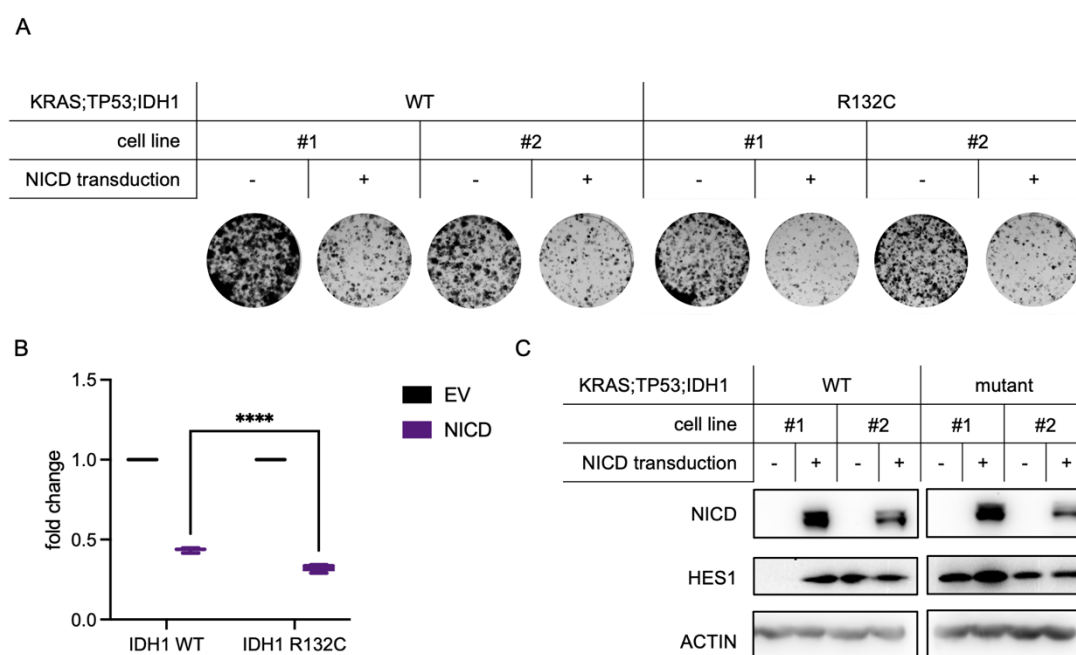 A
KRAS;TP53;IDH1 WT R132C
cell line #1 #2 #1 #2
NICD transduction - + - + - + - +
B
1.5
1.0
0.5
0.0
fold change
****
EV
NICD
IDH1 WT IDH1 R132C
C
KRAS;TP53;IDH1 WT mutant
cell line #1 #2 #1 #2
NICD transduction - + - + - + - +
NICD
HES1
ACTIN